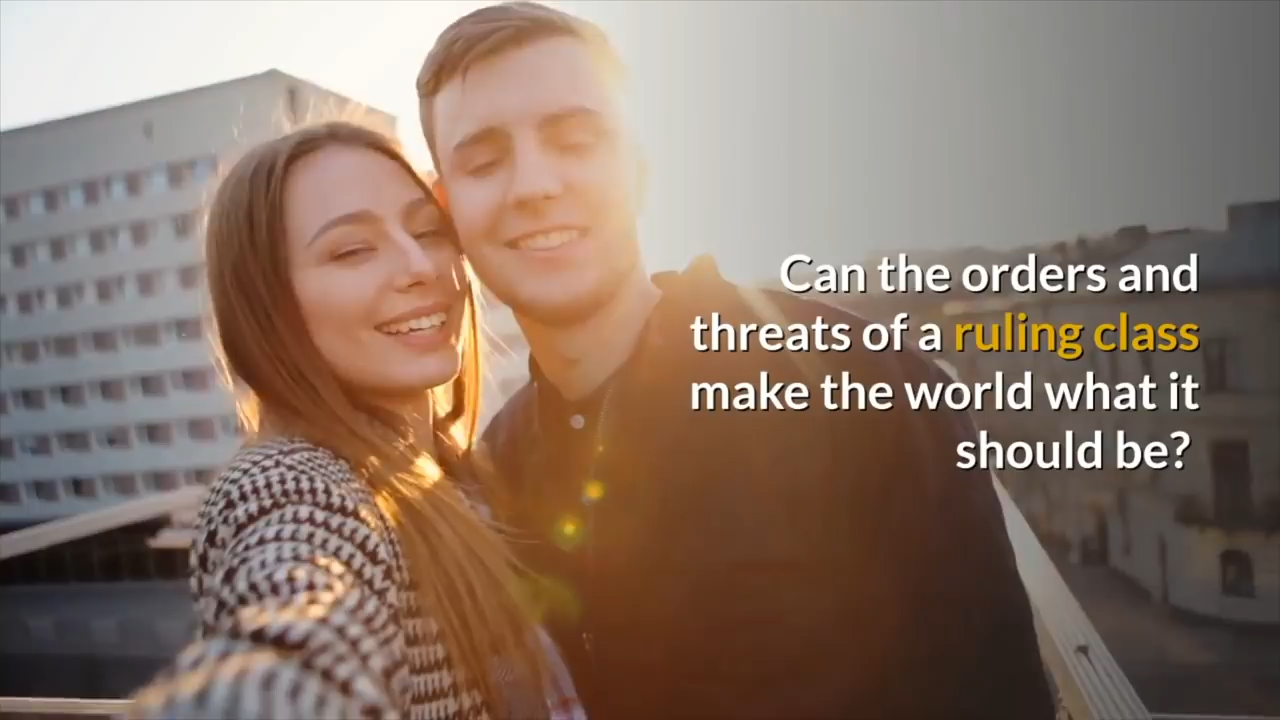 Can the orders and
threats of a ruling class
make the world what it
should be?